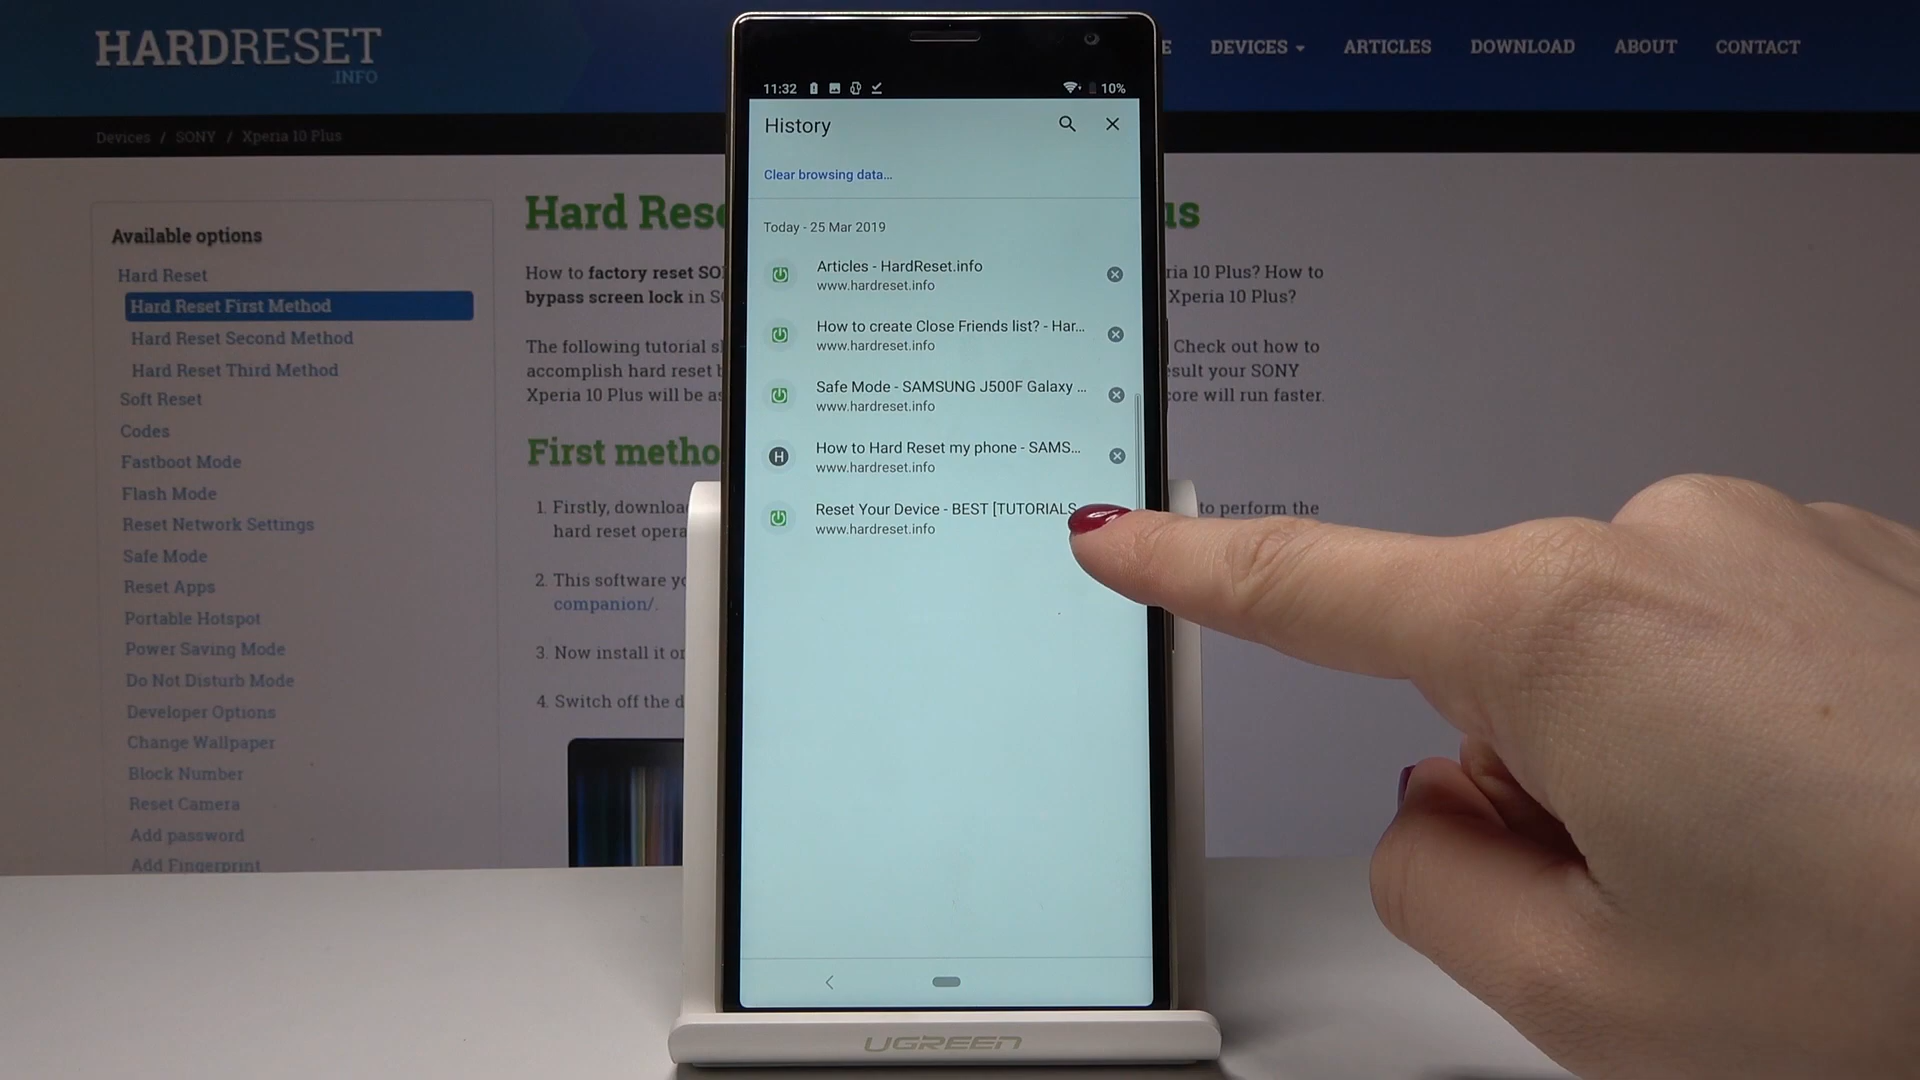 HARDRESET
.INFO
E DEVICES ARTICLES DOWNLOAD ABOUT CONTACT
Devices / SONY / Xperia 10 Plus
Available options
Hard Reset
Hard Reset First Method
Hard Reset Second Method
Hard Reset Third Method
Soft Reset
Codes
Fastboot Mode
Flash Mode
Reset Network Settings
Safe Mode
Reset Apps
Portable Hotspot
Power Saving Mode
Do Not Disturb Mode
Developer Options
Change Wallpaper
Block Number
Reset Camera
Add password
Add Fingerprint
Hard Rese us
How to factory reset SO ria 10 Plus? How to
bypass screen lock in S Xperia 10 Plus?
The following tutorial s Check out how to
accomplish hard reset b esult your SONY
Xperia 10 Plus will be as core will run faster.
First metho
1. Firstly, downloa to perform the
hard reset opera
2. This software yo
companion/.
3. Now install it or
4. Switch off the d
11:32 10%
History
Clear browsing data...
Today - 25 Mar 2019
Articles - HardReset.info
www.hardreset.info
How to create Close Friends list? - Har...
www.hardreset.info
Safe Mode - SAMSUNG J500F Galaxy ...
www.hardreset.info
H
How to Hard Reset my phone - SAMS...
www.hardreset.info
Reset Your Device - BEST [TUTORIALS
www.hardreset.info
UGREEN